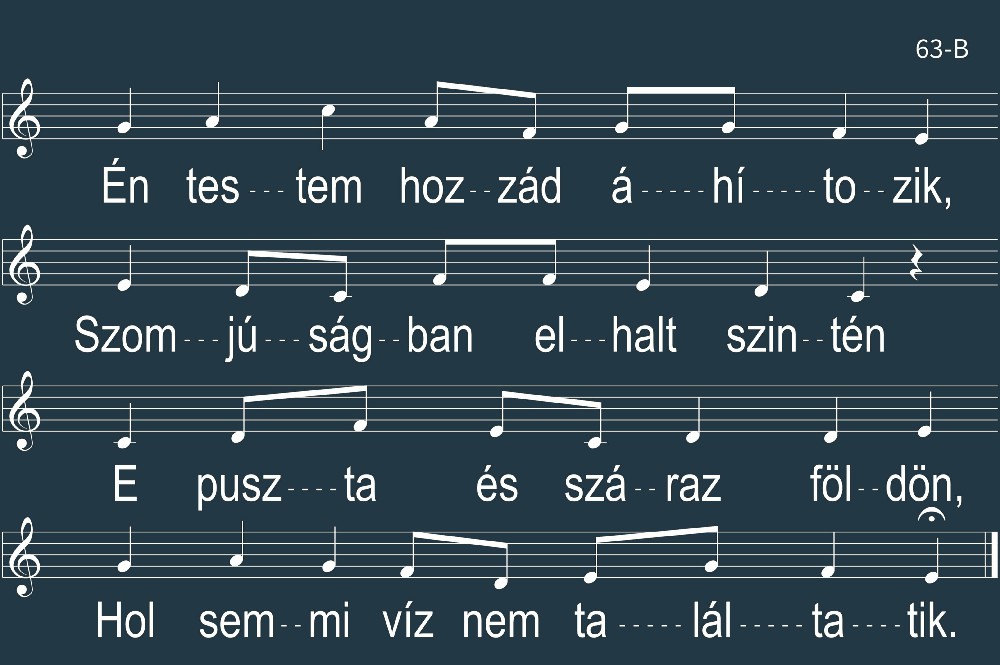 63-B
Én tes---tem hoz--zád á-----hí-----to--zik,
Szom---jú---ság--ban el---halt szin--tén
E pusz----ta és szá--raz föl--dön,
Hol sem--mi víz nem ta-----lál-----ta----tik.